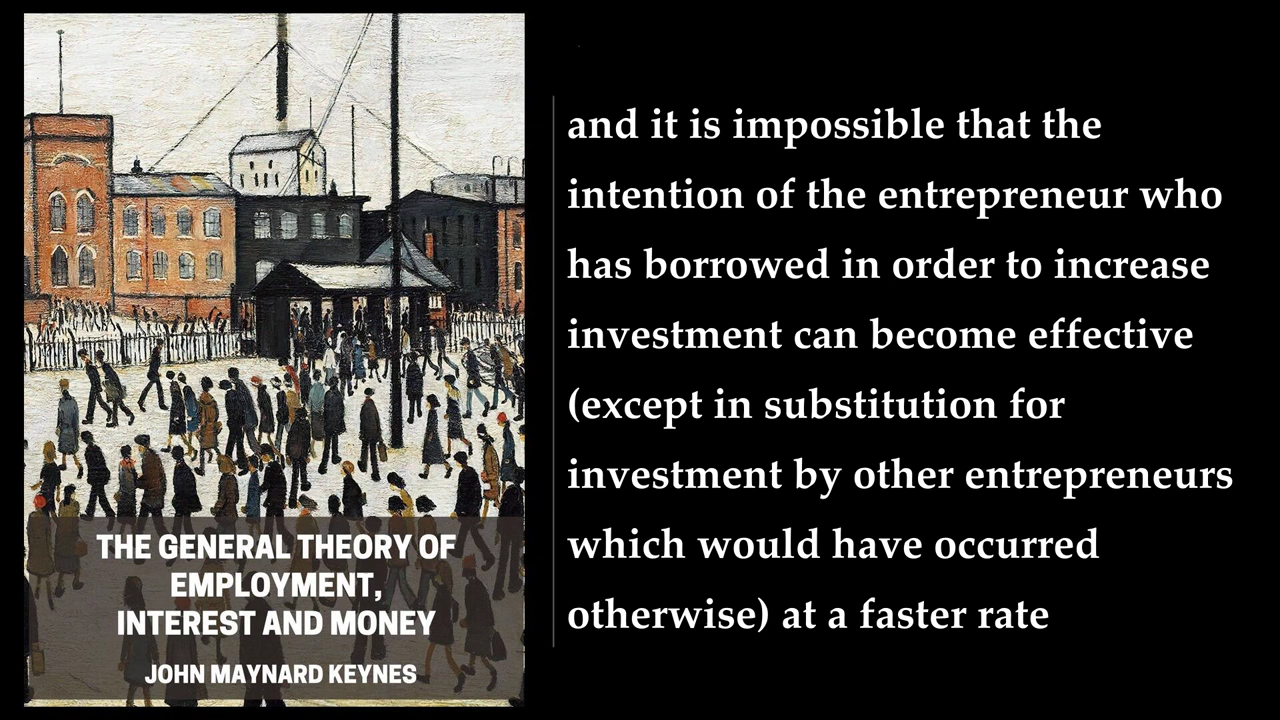 THE GENERAL THEORY OF
EMPLOYMENT,
INTEREST AND MONEY
JOHN MAYNARD KEYNES
and it is impossible that the
intention of the entrepreneur who
has borrowed in order to increase
investment can become effective
(except in substitution for
investment by other entrepreneurs
which would have occurred
otherwise) at a faster rate